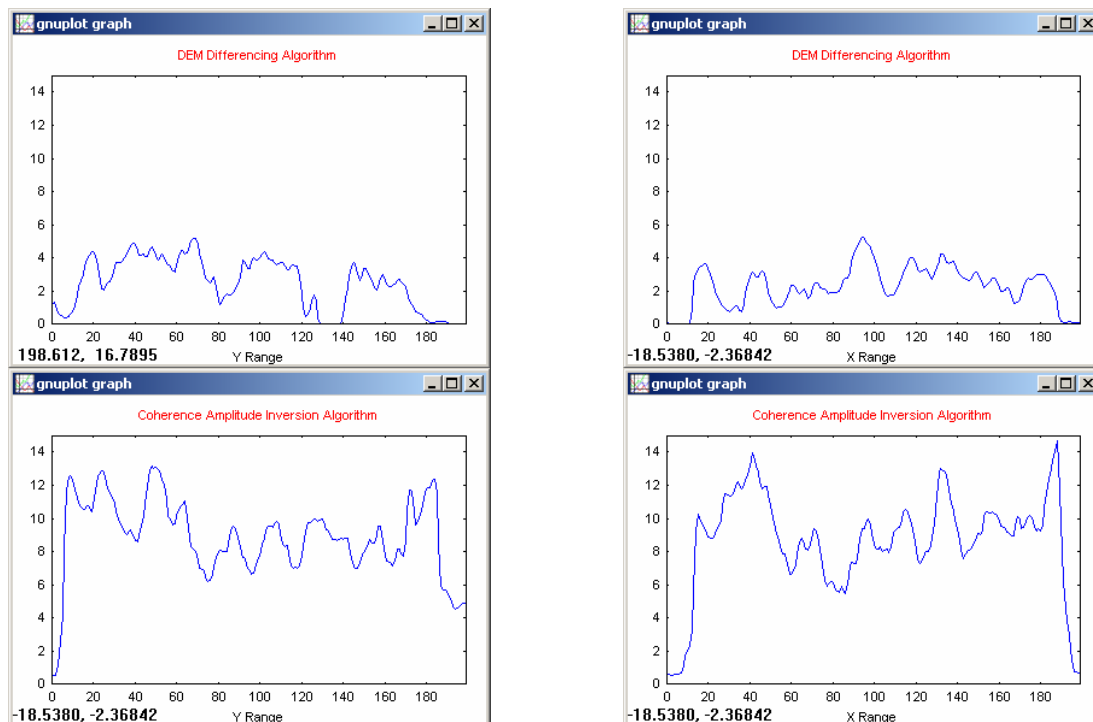 gnuplot graph
DEM Differencing Algorithm
14
12
10
8
6
4
2
0
0 20 40 60 80 100 120 140 160 180
198.612, 16.7895
Y Range
gnuplot graph
DEM Differencing Algorithm
14
12
10
8
6
4
2
0
0 20 40 60 80 100 120 140 160 180
-18.5380, -2.36842
X Range
gnuplot graph
Coherence Amplitude Inversion Algorithm
14
12
10
8
6
4
2
0
0 20 40 60 80 100 120 140 160 180
-18.5380, -2.36842
Y Range
gnuplot graph
Coherence Amplitude Inversion Algorithm
14
12
10
8
6
4
2
0
0 20 40 60 80 100 120 140 160 180
-18.5380, -2.36842
X Range